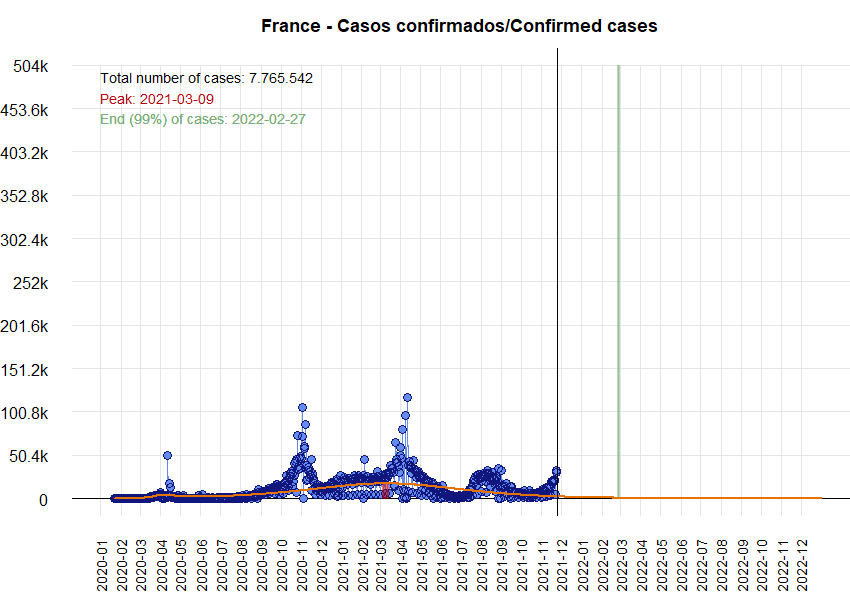 France - Casos confirmados/Confirmed cases
504k
453.6k
403.2k
352.8k
302.4k
252k
201.6k
151.2k
100.8k
50.4k
0
Total number of cases: 7.765.542
Peak: 2021-03-09
End (99%) of cases: 2022-02-27
2020-01
2020-02
2020-03
2020-04
2020-05
2020-06
2020-07
2020-08
2020-09
2020-10
2020-11
2020-12
2021-01
2021-02
2021-03
2021-04
2021-05
2021-06
2021-07
2021-08
2021-09
2021-10
2021-11
2021-12
2022-01
2022-02
2022-03
2022-04
2022-05
2022-06
2022-07
2022-08
2022-09
2022-10
2022-11
2022-12